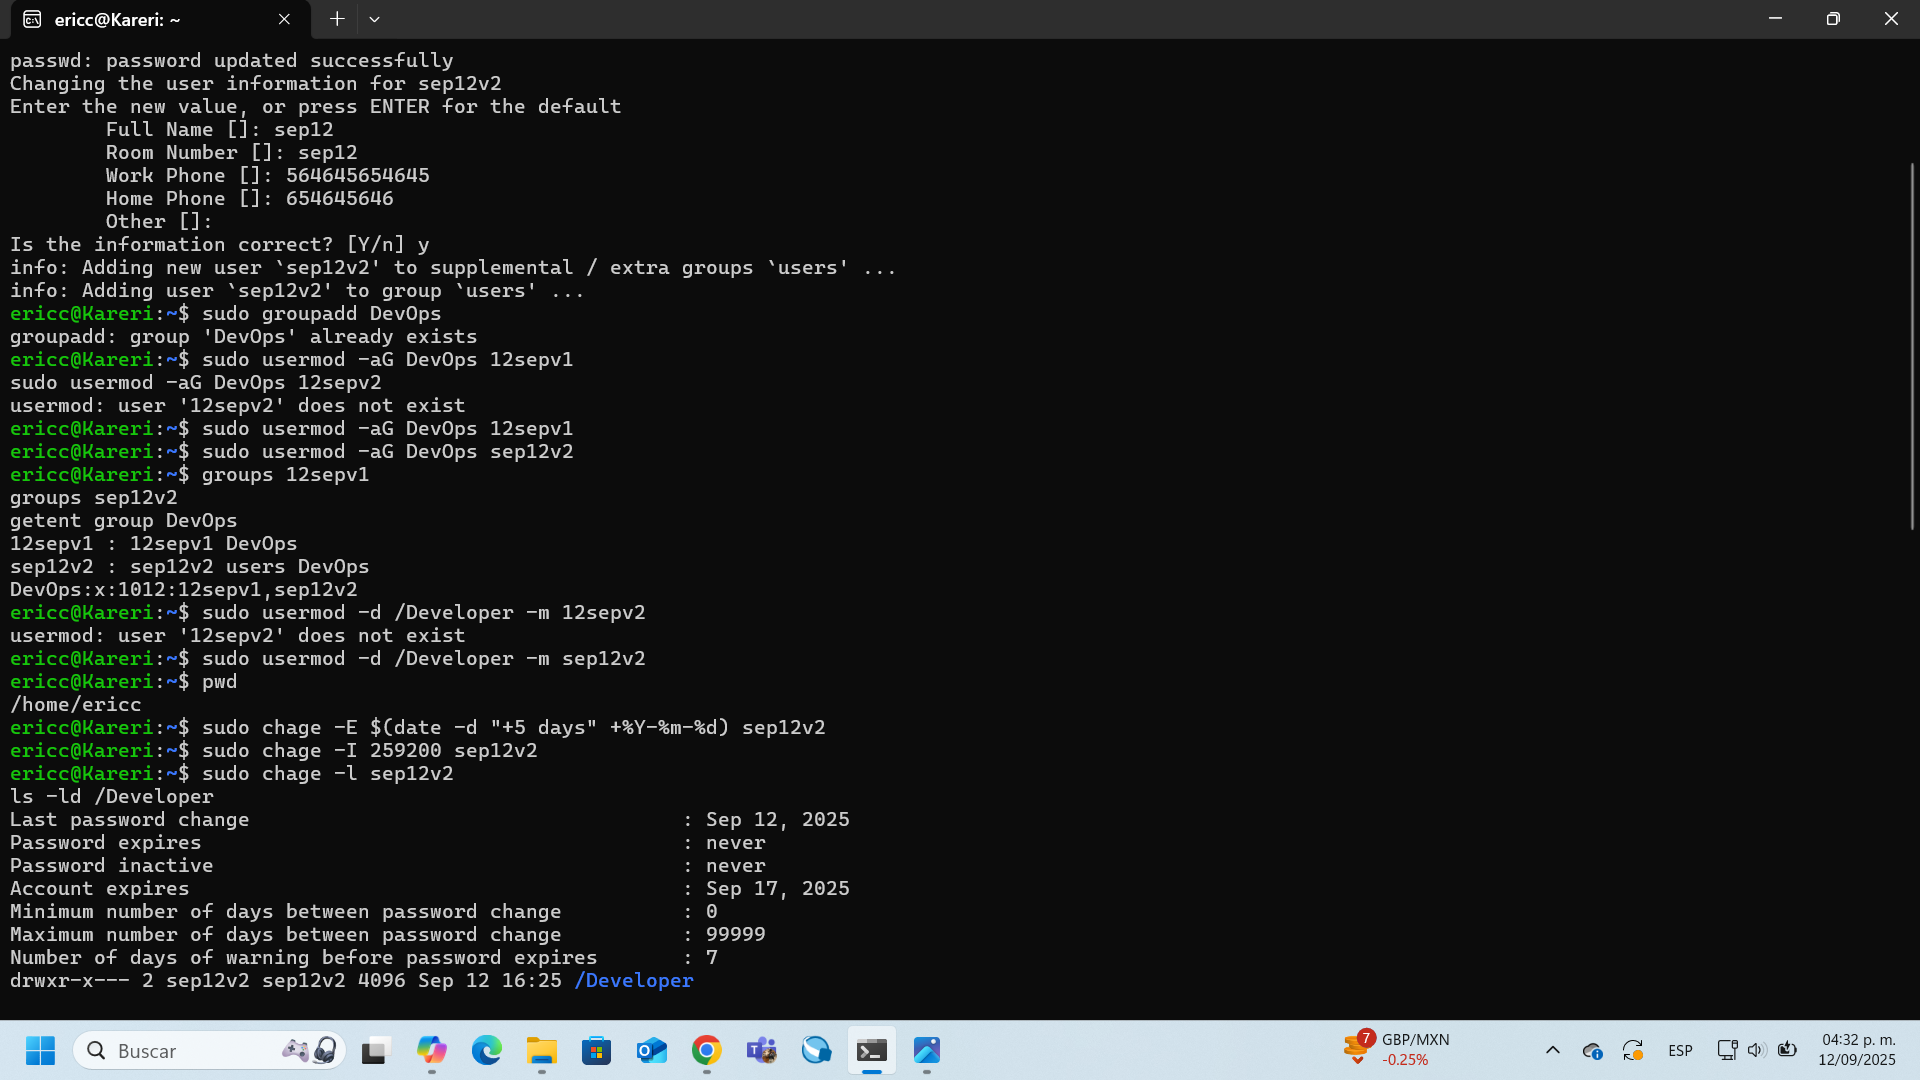 ericc@Kareri: ~
passwd: password updated successfully
Changing the user information for sep12v2
Enter the new value, or press ENTER for the default
        Full Name []: sep12
        Room Number []: sep12
        Work Phone []: 564645654645
        Home Phone []: 654645646
        Other []:
Is the information correct? [Y/n] y
info: Adding new user `sep12v2' to supplemental / extra groups `users' ...
info: Adding user `sep12v2' to group `users' ...
ericc@Kareri:~$ sudo groupadd DevOps
groupadd: group 'DevOps' already exists
ericc@Kareri:~$ sudo usermod -aG DevOps 12sepv1
sudo usermod -aG DevOps 12sepv2
usermod: user '12sepv2' does not exist
ericc@Kareri:~$ sudo usermod -aG DevOps 12sepv1
ericc@Kareri:~$ sudo usermod -aG DevOps sep12v2
ericc@Kareri:~$ groups 12sepv1
groups sep12v2
getent group DevOps
12sepv1 : 12sepv1 DevOps
sep12v2 : sep12v2 users DevOps
DevOps:x:1012:12sepv1,sep12v2
ericc@Kareri:~$ sudo usermod -d /Developer -m 12sepv2
usermod: user '12sepv2' does not exist
ericc@Kareri:~$ sudo usermod -d /Developer -m sep12v2
ericc@Kareri:~$ pwd
/home/ericc
ericc@Kareri:~$ sudo chage -E $(date -d "+5 days" +%Y-%m-%d) sep12v2
ericc@Kareri:~$ sudo chage -I 259200 sep12v2
ericc@Kareri:~$ sudo chage -l sep12v2
ls -ld /Developer
Last password change                                    : Sep 12, 2025
Password expires                                        : never
Password inactive                                       : never
Account expires                                         : Sep 17, 2025
Minimum number of days between password change          : 0
Maximum number of days between password change          : 99999
Number of days of warning before password expires       : 7
drwxr-x--- 2 sep12v2 sep12v2 4096 Sep 12 16:25 /Developer
Buscar
7
GBP/MXN
-0.25%
ESP
04:32 p. m.
12/09/2025